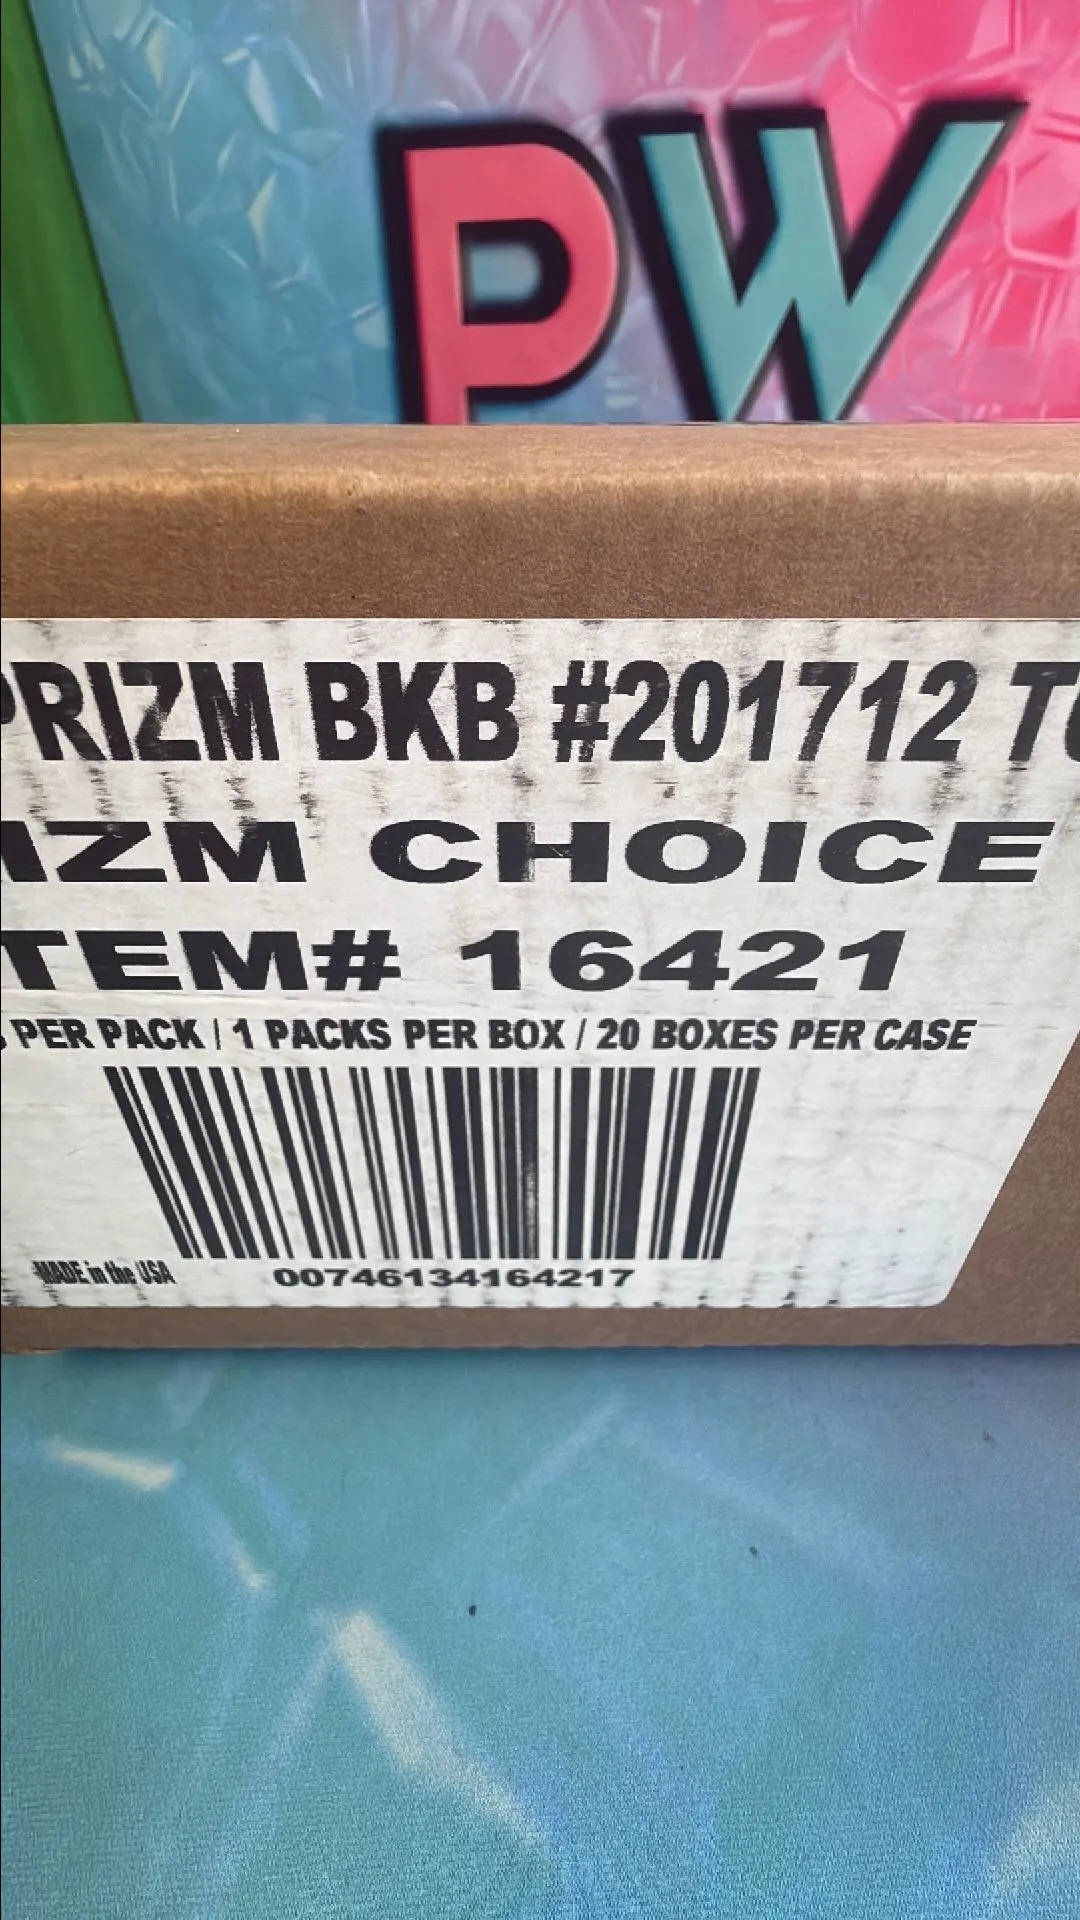 PW
PRIZM BKB #201712 T
IZM CHOICE
TEM# 16421
PER PACK / 1 PACKS PER BOX / 20 BOXES PER CASE
MADE in the USA
00746134164217